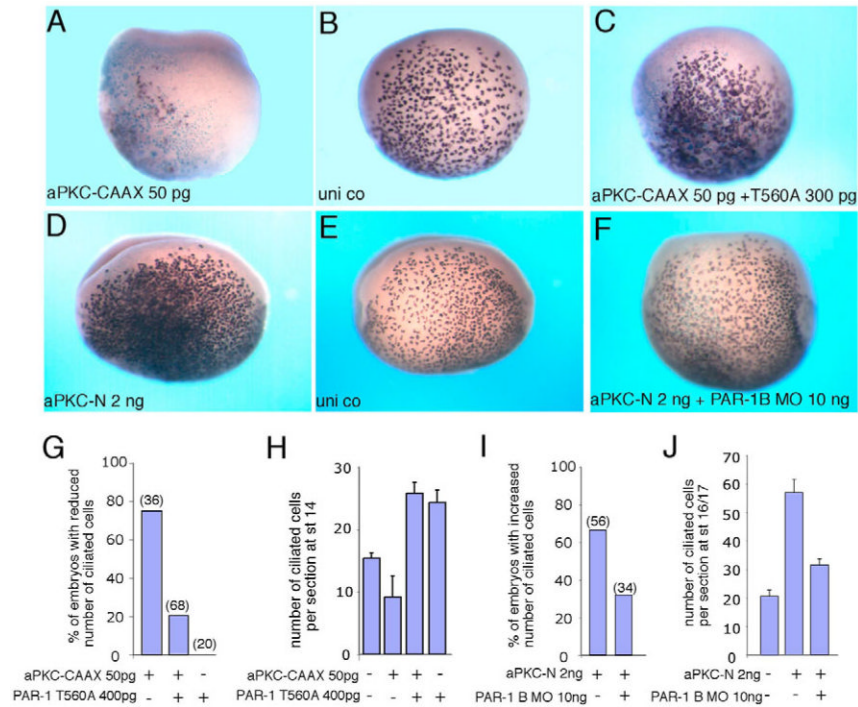 A
B
C
aPKC-CAAX 50 pg
uni co
aPKC-CAAX 50 pg +T560A 300 pg
D
E
F
aPKC-N 2 ng
uni co
aPKC-N 2 ng + PAR-1B MO 10 ng
G
% of embryos with reduced
number of ciliated cells
100
80
60
40
20
0
(36)
(68)
(20)
aPKC-CAAX 50pg + + -
PAR-1 T560A 400pg - + +
H
number of ciliated cells
per section at st 14
30
20
10
0
aPKC-CAAX 50pg - + + -
PAR-1 T560A 400pg - - + +
I
% of embryos with increased
number of ciliated cells
100
80
60
40
20
0
(56)
(34)
aPKC-N 2ng + +
PAR-1 B MO 10ng - +
J
number of ciliated cells
per section at st 16/17
70
60
50
40
30
20
10
0
aPKC-N 2ng - + +
PAR-1 B MO 10ng - - +